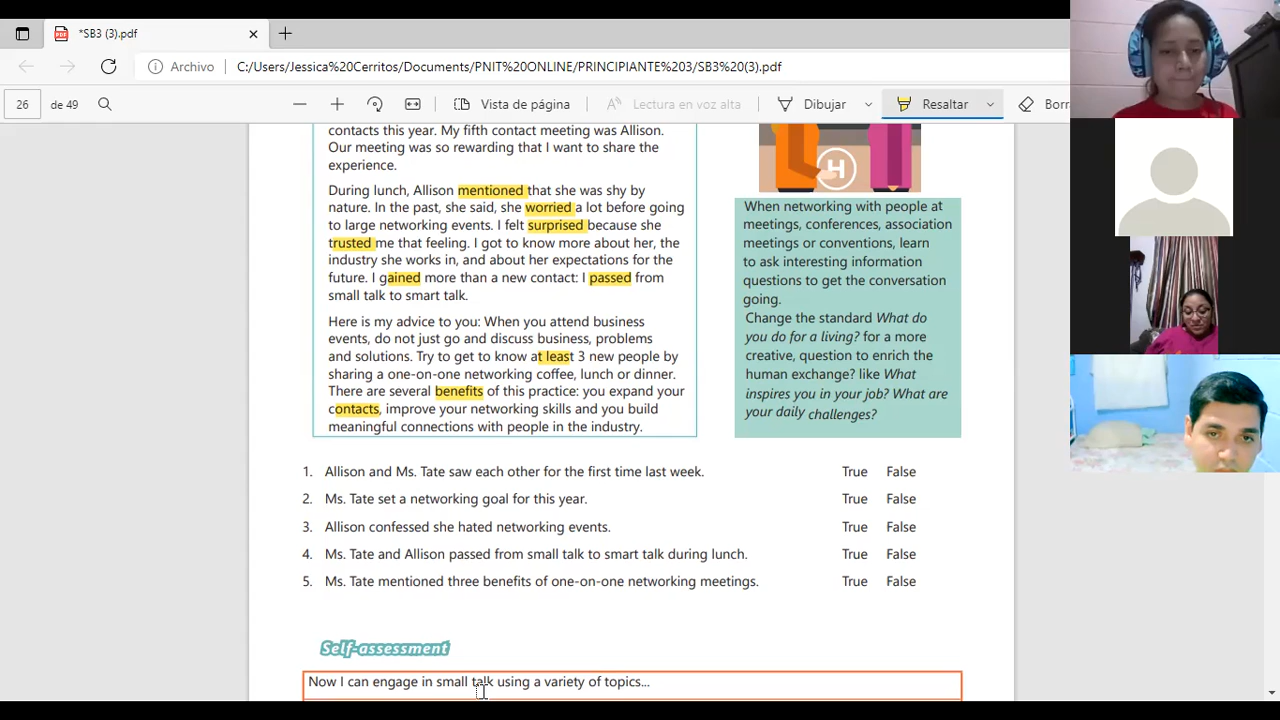 *SB3 (3).pdf
Archivo
C:/Users/Jessica%20Cerritos/Documents/PNIT%20ONLINE/PRINCIPIANTE%203/SB3%20(3).pdf
26
de 49
Vista de página
Lectura en voz alta
Dibujar
Resaltar
Borr
contacts this year. My fifth contact meeting was Allison.
Our meeting was so rewarding that I want to share the
experience.
During lunch, Allison mentioned that she was shy by
nature. In the past, she said, she worried a lot before going
to large networking events. I felt surprised because she
trusted me that feeling. I got to know more about her, the
industry she works in, and about her expectations for the
future. I gained more than a new contact: I passed from
small talk to smart talk.
Here is my advice to you: When you attend business
events, do not just go and discuss business, problems
and solutions. Try to get to know at least 3 new people by
sharing a one-on-one networking coffee, lunch or dinner.
There are several benefits of this practice: you expand your
contacts, improve your networking skills and you build
meaningful connections with people in the industry.
H
When networking with people at
meetings, conferences, association
meetings or conventions, learn
to ask interesting information
questions to get the conversation
going.
Change the standard What do
you do for a living? for a more
creative, question to enrich the
human exchange? like What
inspires you in your job? What are
your daily challenges?
1. Allison and Ms. Tate saw each other for the first time last week. True False
2. Ms. Tate set a networking goal for this year. True False
3. Allison confessed she hated networking events. True False
4. Ms. Tate and Allison passed from small talk to smart talk during lunch. True False
5. Ms. Tate mentioned three benefits of one-on-one networking meetings. True False
Self-assessment
Now I can engage in small talk using a variety of topics...